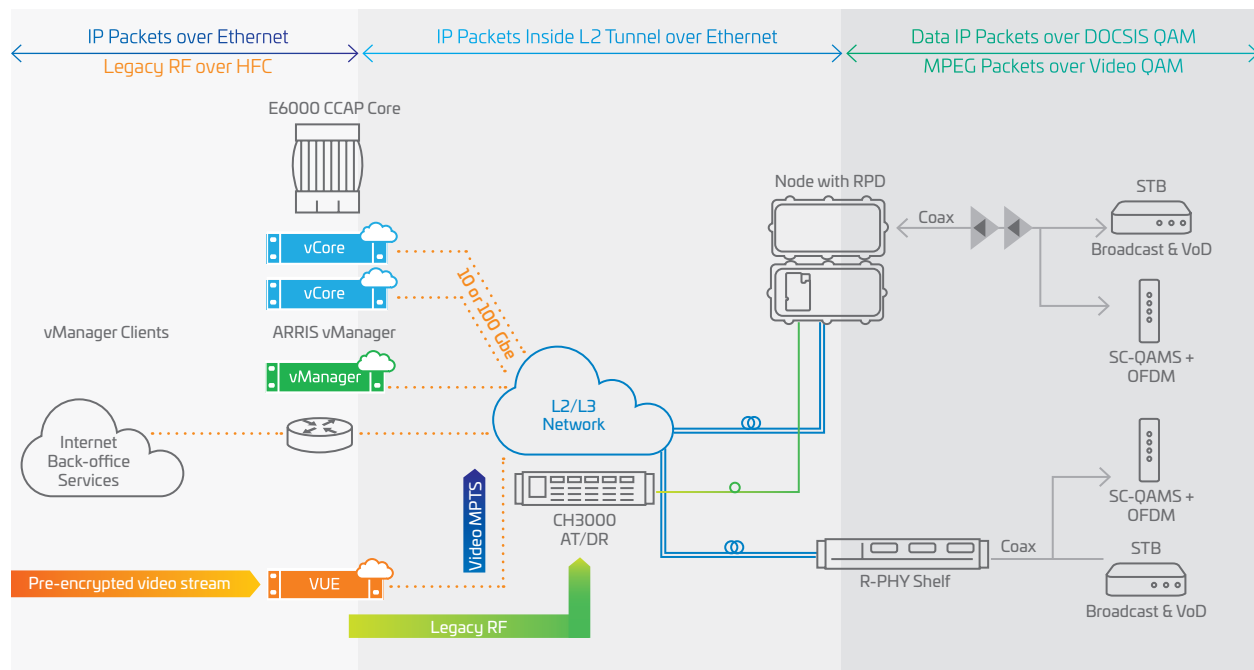 IP Packets over Ethernet
Legacy RF over HFC
IP Packets Inside L2 Tunnel over Ethernet
Data IP Packets over DOCSIS QAM
MPEG Packets over Video QAM
E6000 CCAP Core
vCore
vCore
10 or 100 Gbe
vManager Clients
ARRIS vManager
vManager
Internet
Back-office
Services
L2/L3
Network
Video MPTS
CH3000
AT/DR
Pre-encrypted video stream
VUE
Legacy RF
Node with RPD
Coax
STB
Broadcast & VoD
SC-QAMS +
OFDM
SC-QAMS +
OFDM
R-PHY Shelf
Coax
STB
Broadcast & VoD